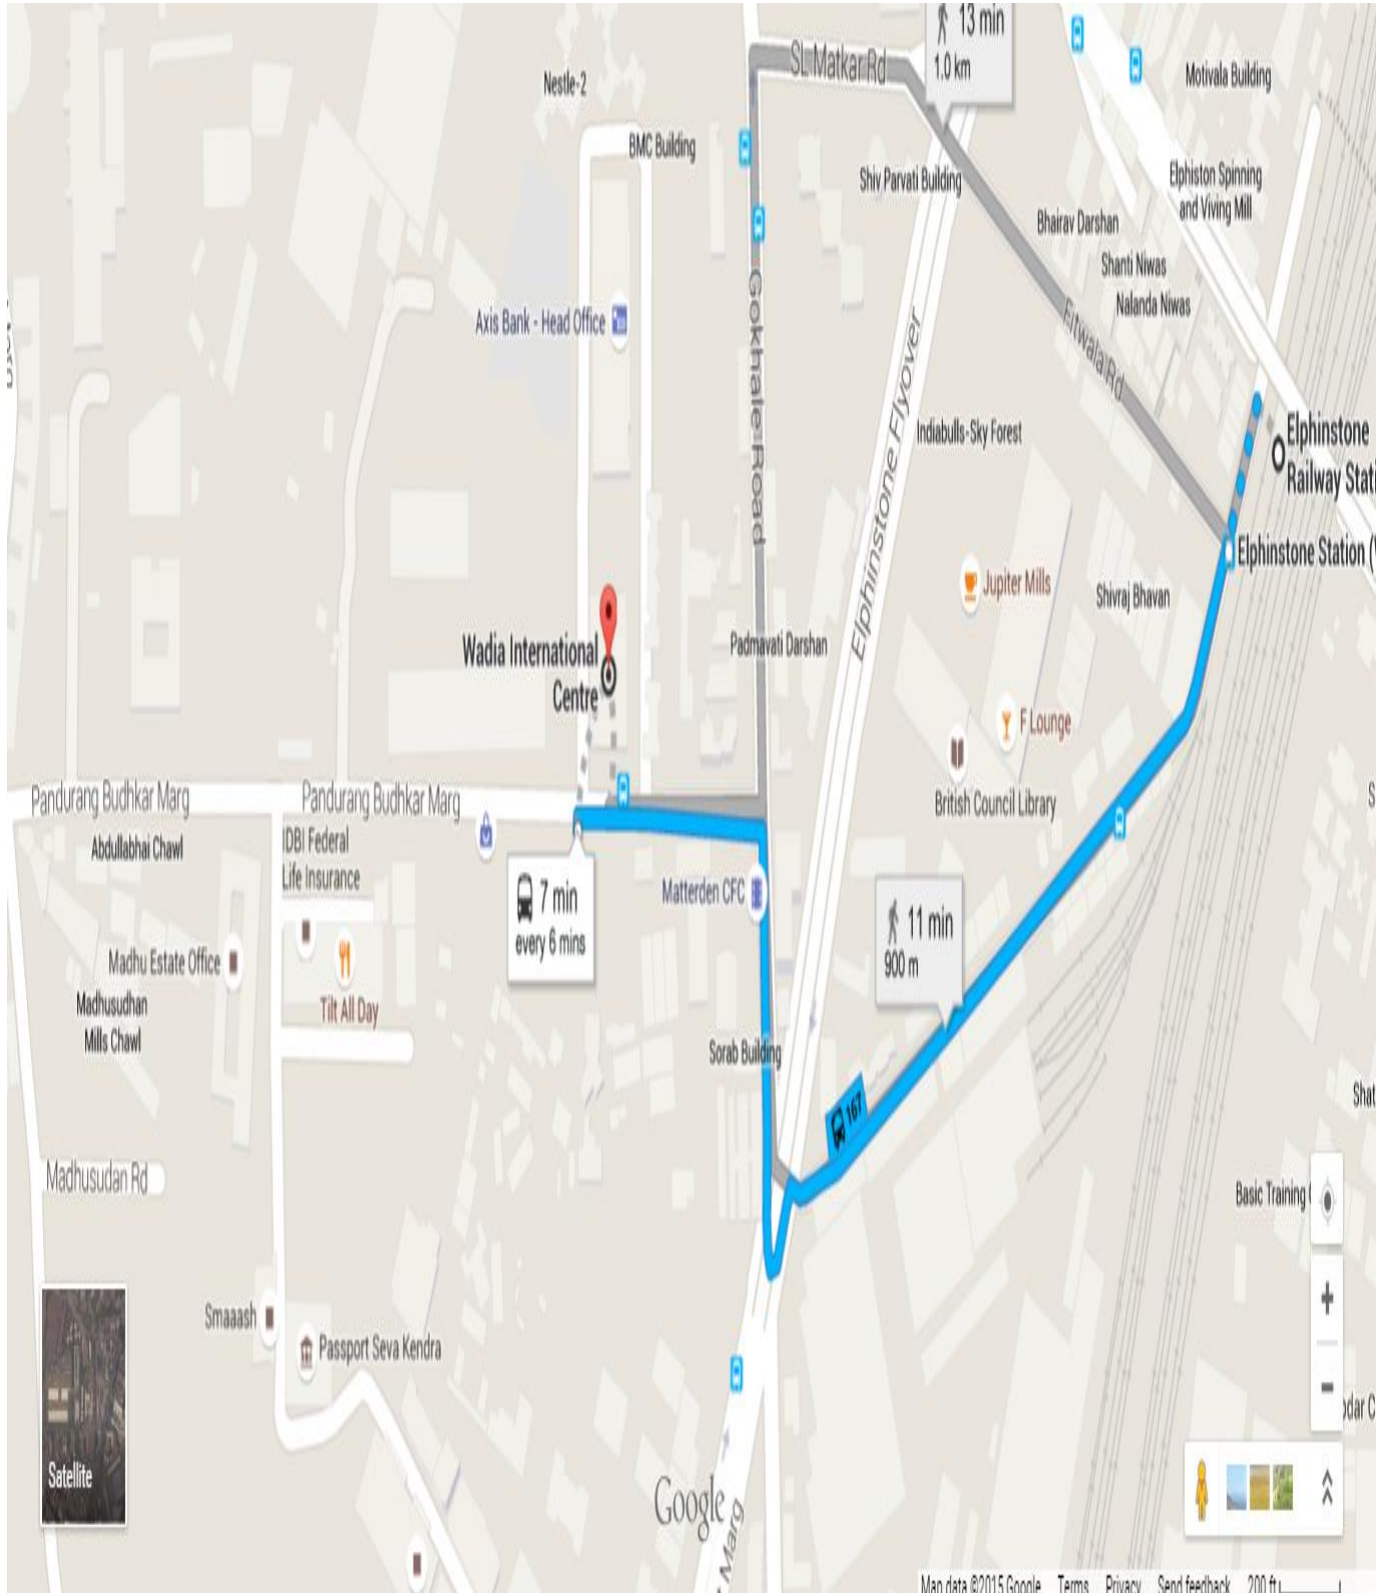 13 min
1.0 km
SL Matkar Rd
Motivala Building
Nestle-2
BMC Building
Shiv Parvati Building
Elphiston Spinning
and Viving Mill
Bhairav Darshan
Shanti Niwas
Nalanda Niwas
Axis Bank - Head Office
Gokhale Road
Fitwala Rd
Elphinstone Flyover
Indiabulls-Sky Forest
Elphinstone
Railway Stati
Elphinstone Station (
Jupiter Mills
Shivraj Bhavan
Wadia International
Centre
Padmavati Darshan
F Lounge
British Council Library
Pandurang Budhkar Marg
Pandurang Budhkar Marg
Abdullabhai Chawl
IDBI Federal
Life Insurance
7 min
every 6 mins
Matterden CFC
11 min
900 m
Madhu Estate Office
Madhusudhan
Mills Chawl
Tilt All Day
Sorab Building
167
Shat
Madhusudan Rd
Basic Training
Smaaash
Passport Seva Kendra
odar C
Satellite
Google
Marg
Map data ©2015 Google Terms Privacy Send feedback 200 ft